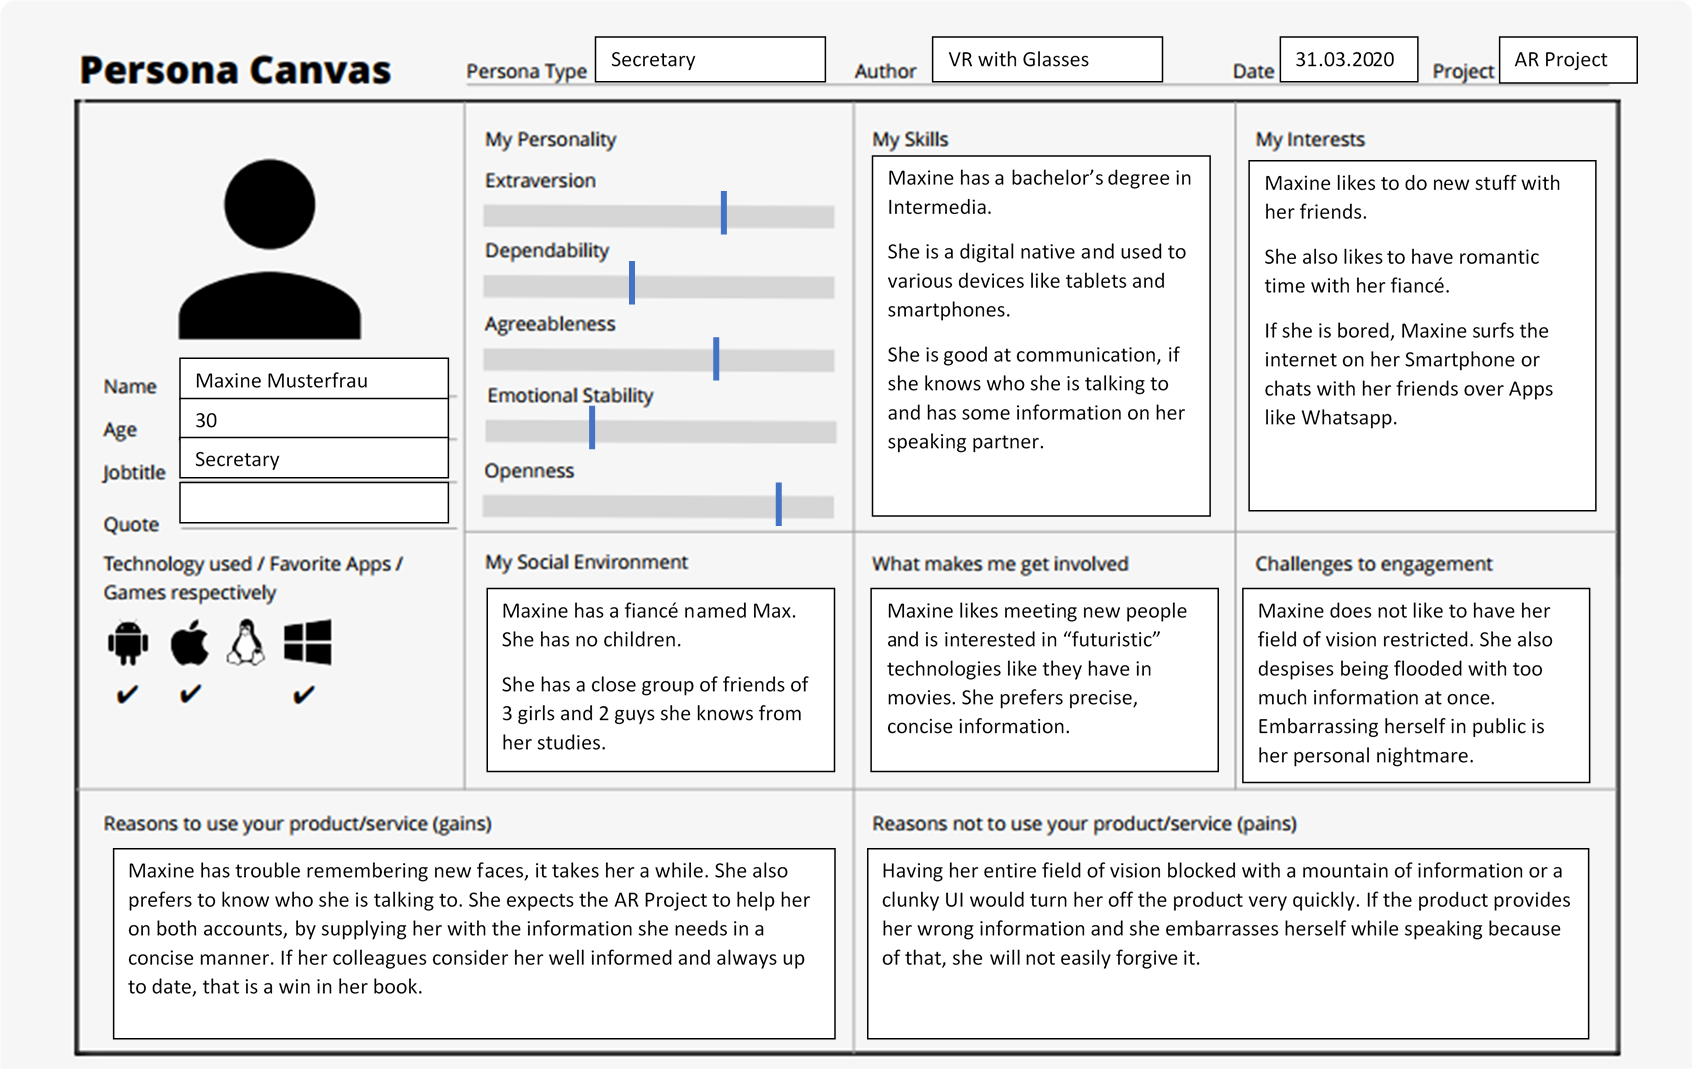 Persona Canvas
Persona Type
Secretary
Author
VR with Glasses
Date
31.03.2020
Project
AR Project
Name
Maxine Musterfrau
Age
30
Jobtitle
Secretary
Quote
Technology used / Favorite Apps /
Games respectively
My Personality
Extraversion
Dependability
Agreeableness
Emotional Stability
Openness
My Skills
Maxine has a bachelor’s degree in
Intermedia.
She is a digital native and used to
various devices like tablets and
smartphones.
She is good at communication, if
she knows who she is talking to
and has some information on her
speaking partner.
My Interests
Maxine likes to do new stuff with
her friends.
She also likes to have romantic
time with her fiancé.
If she is bored, Maxine surfs the
internet on her Smartphone or
chats with her friends over Apps
like Whatsapp.
My Social Environment
Maxine has a fiancé named Max.
She has no children.
She has a close group of friends of
3 girls and 2 guys she knows from
her studies.
What makes me get involved
Maxine likes meeting new people
and is interested in “futuristic”
technologies like they have in
movies. She prefers precise,
concise information.
Challenges to engagement
Maxine does not like to have her
field of vision restricted. She also
despises being flooded with too
much information at once.
Embarrassing herself in public is
her personal nightmare.
Reasons to use your product/service (gains)
Maxine has trouble remembering new faces, it takes her a while. She also
prefers to know who she is talking to. She expects the AR Project to help her
on both accounts, by supplying her with the information she needs in a
concise manner. If her colleagues consider her well informed and always up
to date, that is a win in her book.
Reasons not to use your product/service (pains)
Having her entire field of vision blocked with a mountain of information or a
clunky UI would turn her off the product very quickly. If the product provides
her wrong information and she embarrasses herself while speaking because
of that, she will not easily forgive it.